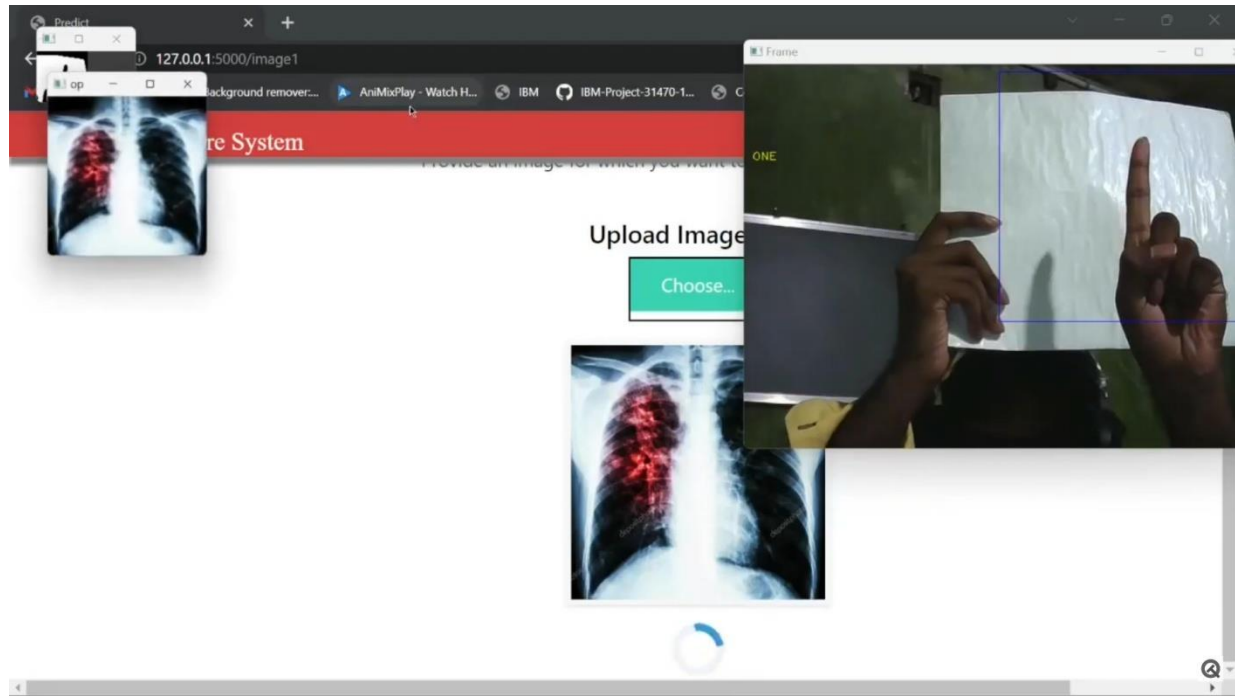 Predict
127.0.0.1:5000/image1
op
ackground remover:...
AniMixPlay - Watch H...
IBM
IBM-Project-31470-1...
re System
Provide an image for which you want to
Upload Image
Choose...
Frame
ONE